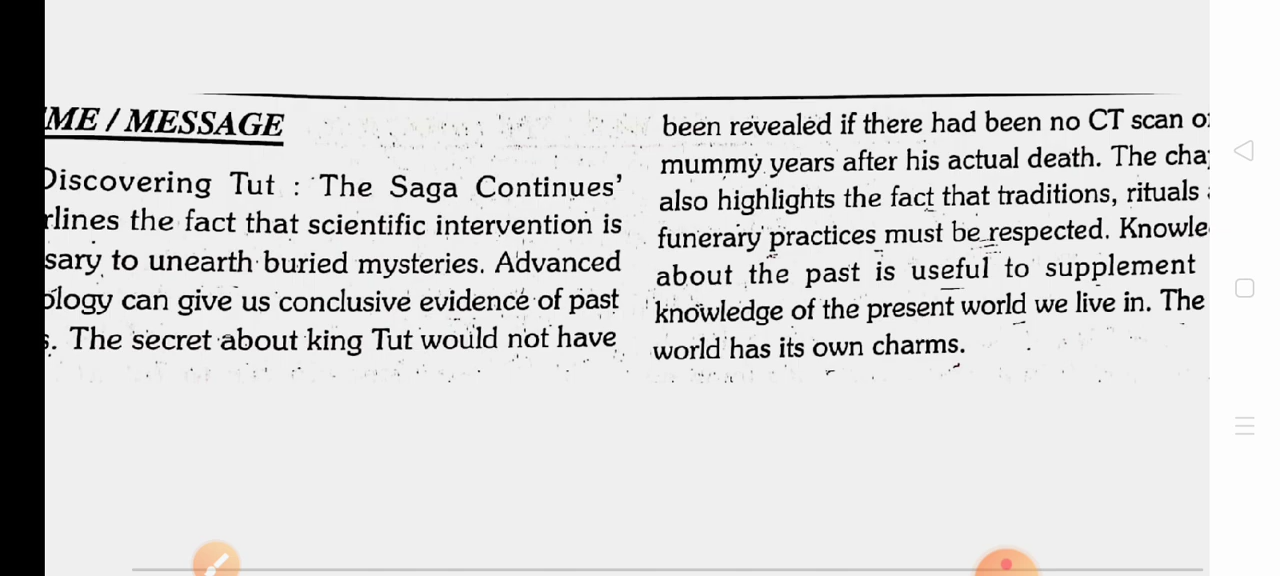 ME / MESSAGE
Discovering Tut : The Saga Continues'
rlines the fact that scientific intervention is
sary to unearth buried mysteries. Advanced
ology can give us conclusive evidence of past
s. The secret about king Tut would not have
been revealed if there had been no CT scan o
mummy years after his actual death. The cha
also highlights the fact that traditions, rituals
funerary practices must be respected. Knowle
about the past is useful to supplement
knowledge of the present world we live in. The
world has its own charms.